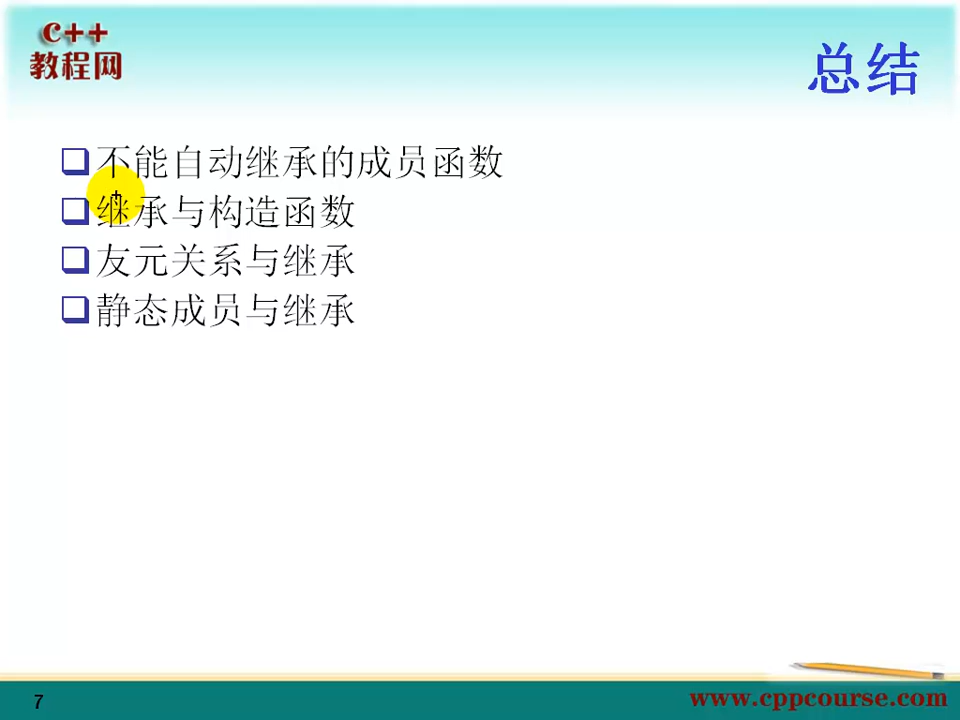 C++
教程网
总结
不能自动继承的成员函数
继承与构造函数
友元关系与继承
静态成员与继承
7
www.cppcourse.com